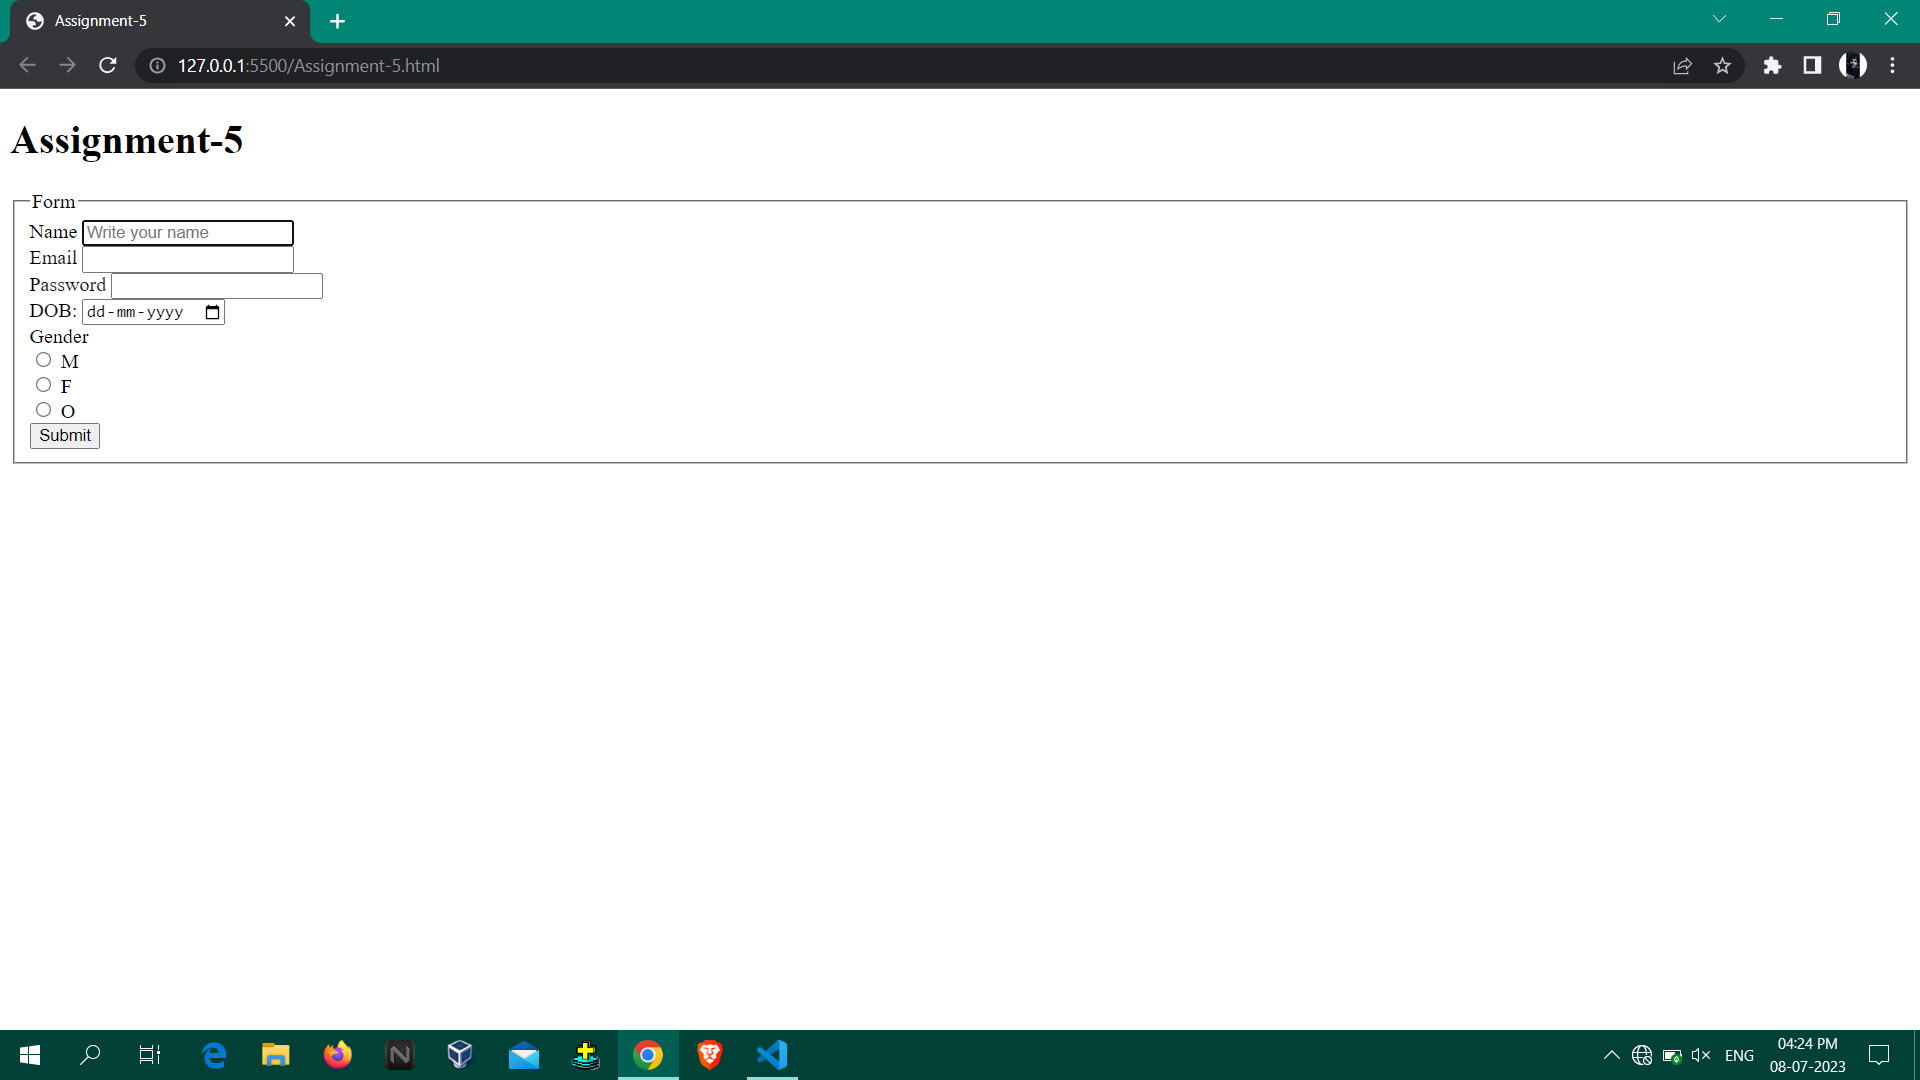 Assignment-5
127.0.0.1:5500/Assignment-5.html
Assignment-5
Form
Name Write your name
Email
Password
DOB: dd-mm-yyyy
Gender
M
F
O
Submit
ENG
04:24 PM
08-07-2023